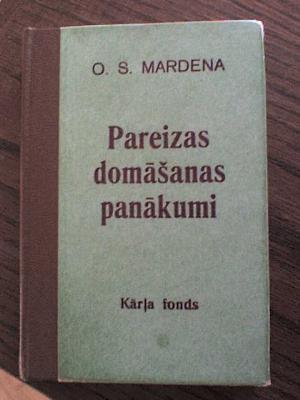 O. S. MARDENA
Pareizas
domāšanas
panākumi
Kārļa fonds